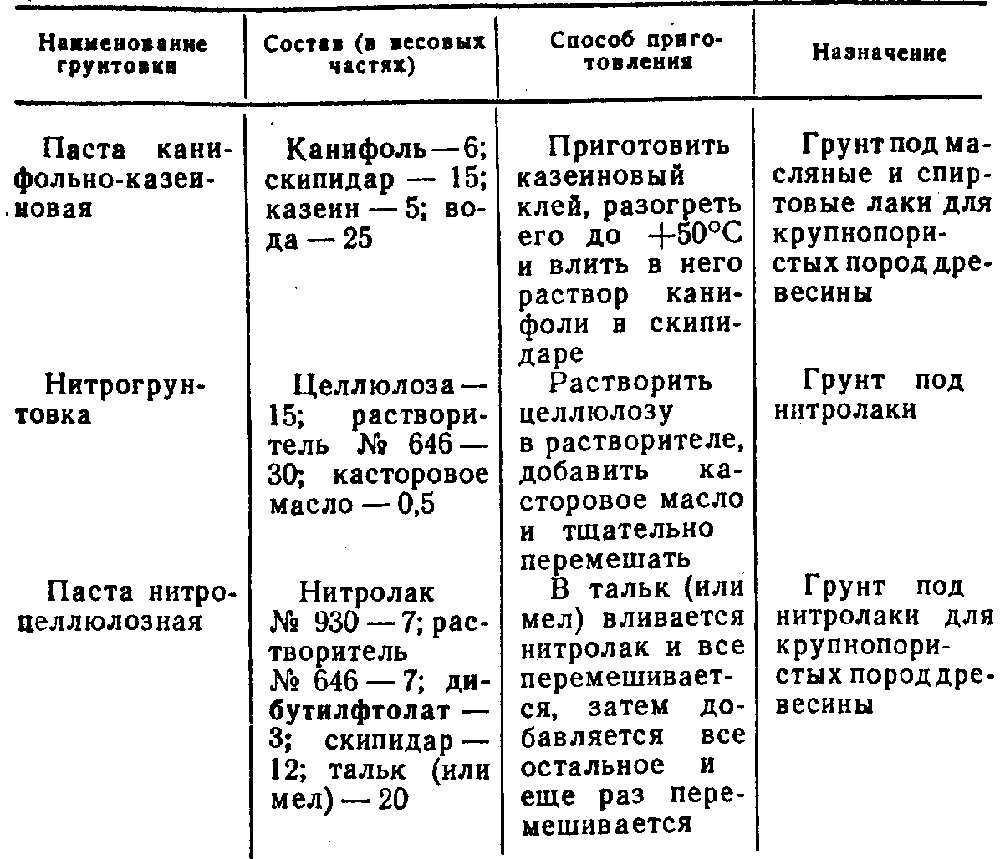 Наименование
грунтовки
Состав (в весовых
частях)
Способ приго-
товления
Назначение
Паста кани-
фольно-казеи-
новая
Канифоль — 6;
скипидар — 15;
казеин — 5; во-
да — 25
Приготовить
казеиновый
клей, разогреть
его до +50°С
и влить в него
раствор кани-
фоли в скипи-
даре
Грунт под ма-
сляные и спир-
товые лаки для
крупнопори-
стых пород дре-
весины
Нитрогрун-
товка
Целлюлоза —
15; раствори-
тель № 646 —
30; касторовое
масло — 0,5
Растворить
целлюлозу
в растворителе,
добавить ка-
сторовое масло
и тщательно
перемешать
Грунт под
нитролаки
Паста нитро-
целлюлозная
Нитролак
№ 930 — 7; рас-
творитель
№ 646 — 7; ди-
бутилфтолат —
3; скипидар —
12; тальк (или
мел) — 20
В тальк (или
мел) вливается
нитролак и все
перемешивает-
ся, затем до-
бавляется все
остальное и
еще раз пере-
мешивается
Грунт под
нитролаки для
крупнопори-
стых пород дре-
весины